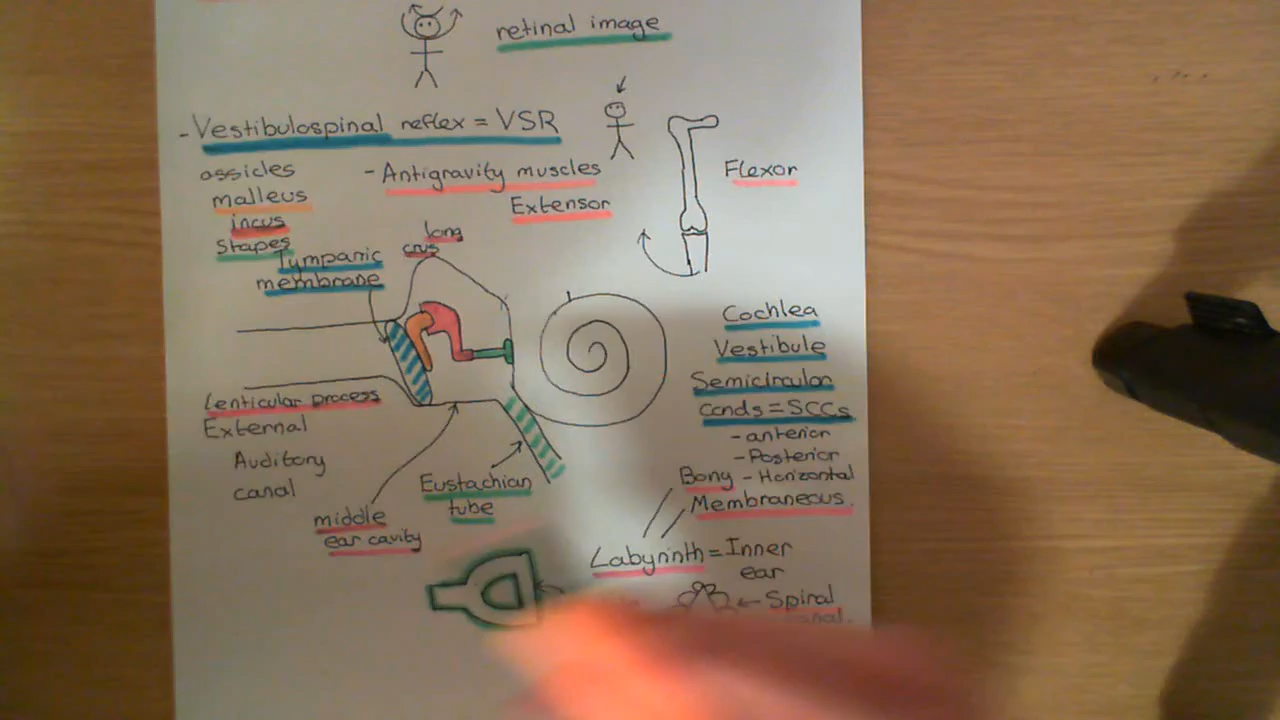 retinal image
- Vestibulospinal reflex = VSR
ossicles
malleus
incus
Stapes
- Antigravity muscles
Extensor
Flexor
Tympanic
membrane
long
crus
Cochlea
Vestibule
Semicircular
canals = SCCs
- anterior
- Posterior
- Horizontal
Lenticular process
External
Auditory
canal
Eustachian
tube
middle
ear cavity
Bony
Membraneous
Labyrinth = Inner
ear
Spiral